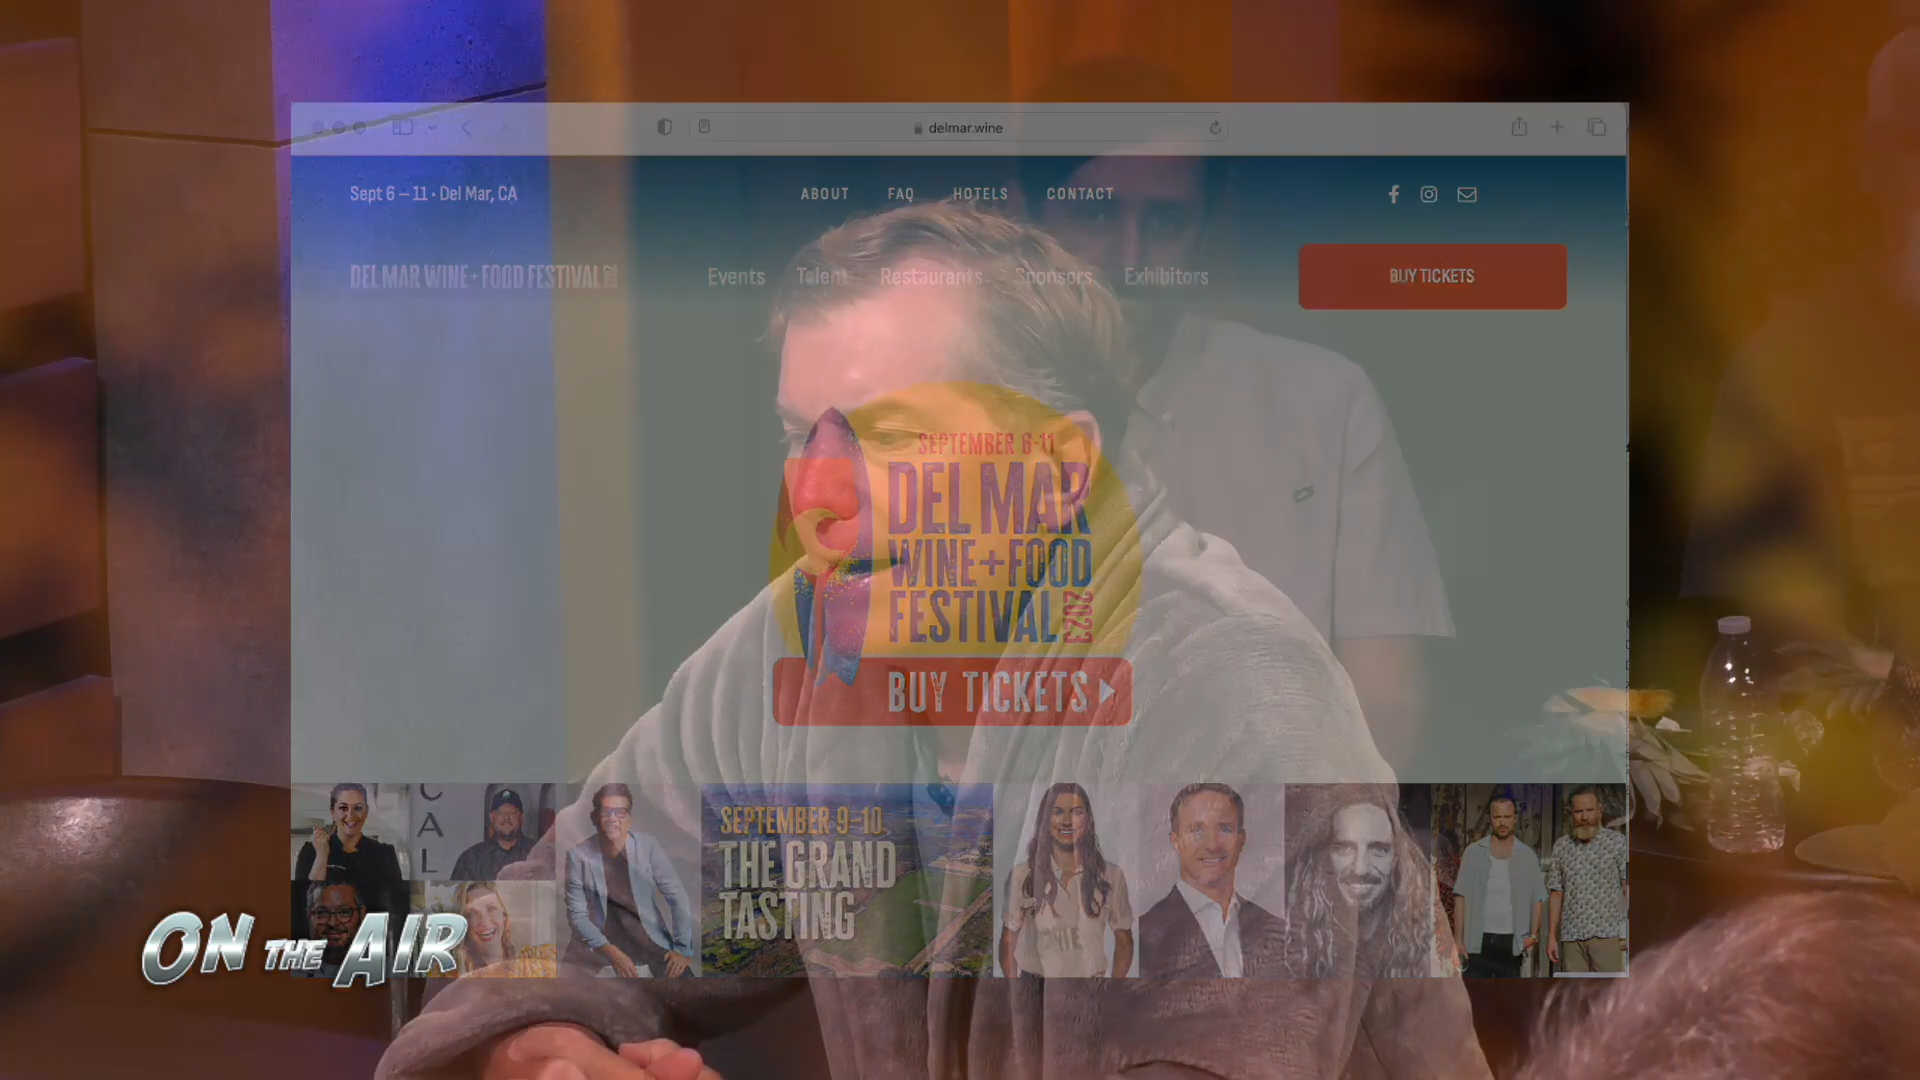 delmar.wine
Sept 6 – 11 • Del Mar, CA
ABOUT FAQ HOTELS CONTACT
DEL MAR WINE + FOOD FESTIVAL
Events Talent Restaurants Sponsors Exhibitors
BUY TICKETS
SEPTEMBER 6-11
DEL MAR
WINE+FOOD
FESTIVAL 2023
BUY TICKETS
CAL
SEPTEMBER 9-10
THE GRAND
TASTING
ON THE AIR